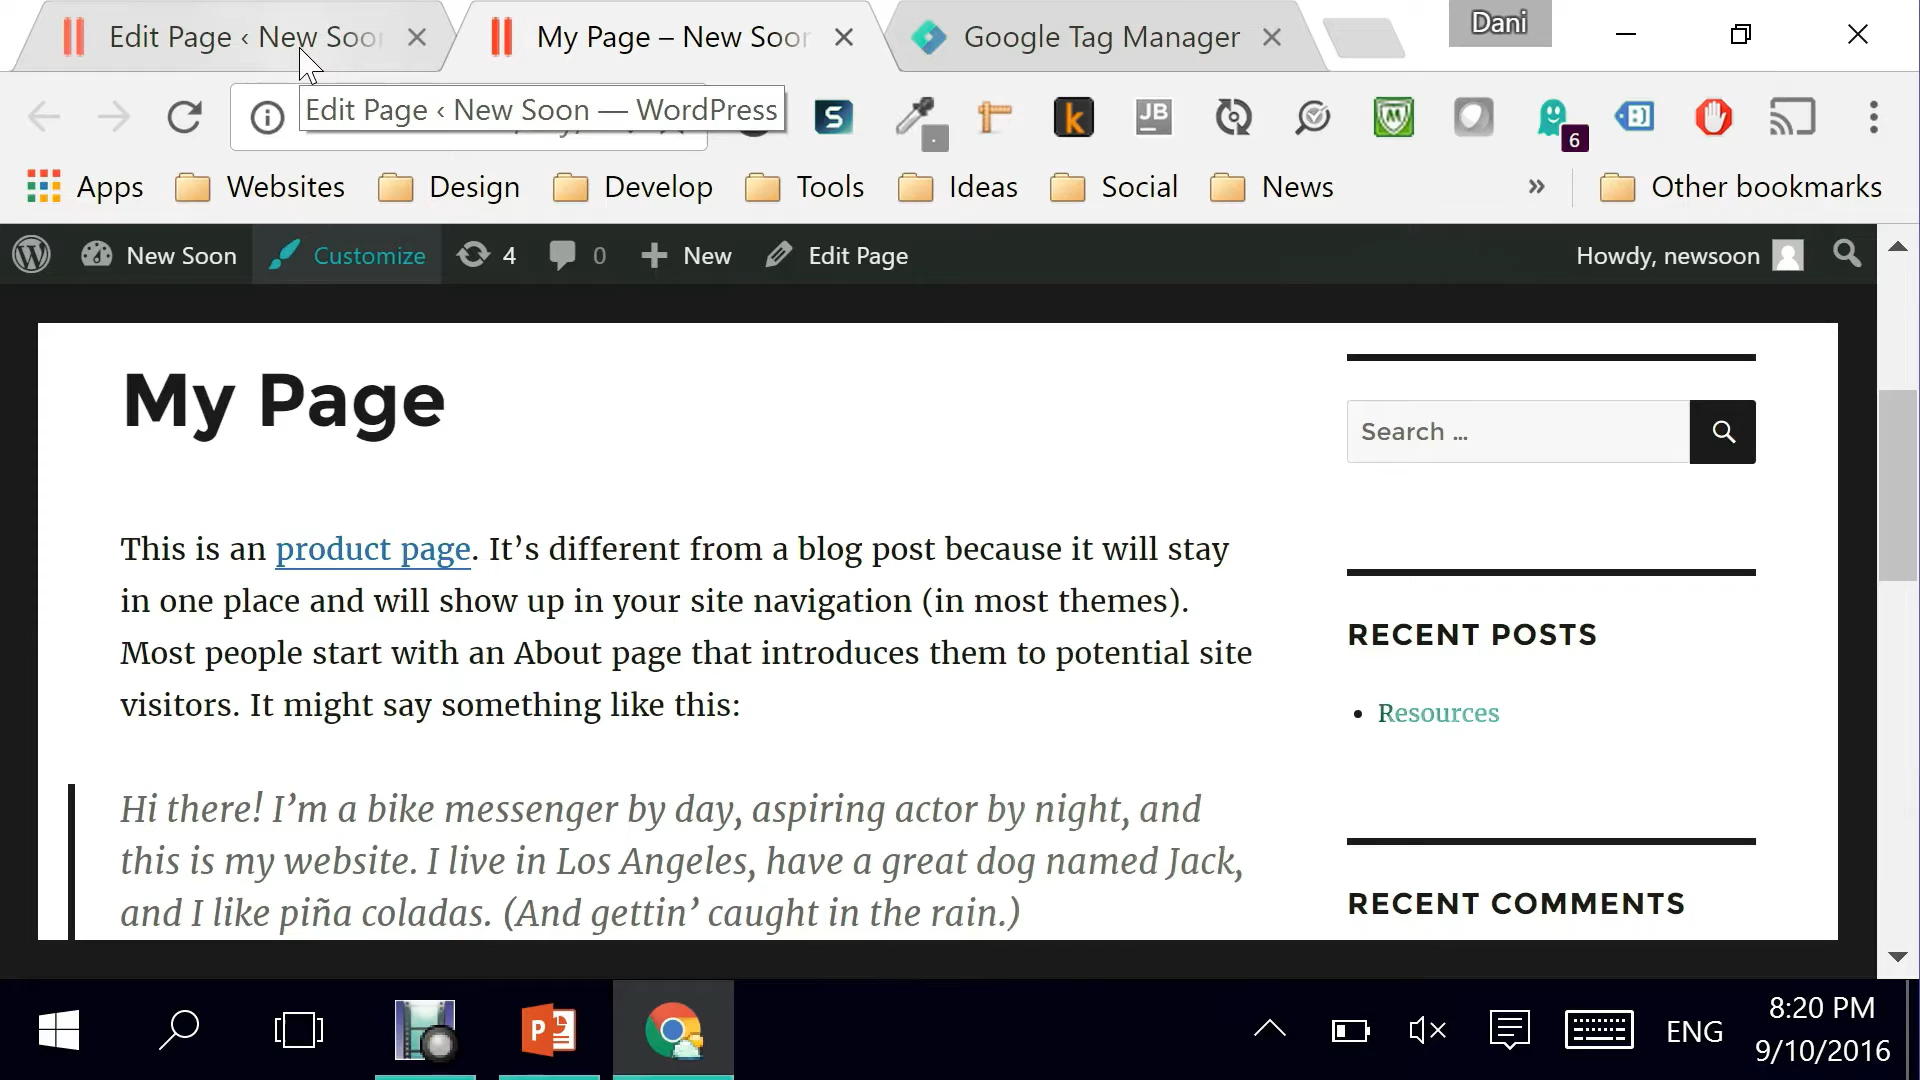 Edit Page ‹ New Soon
My Page – New Soon
Google Tag Manager
Dani
Edit Page ‹ New Soon — WordPress
S
k
JB
M
6
Apps
Websites
Design
Develop
Tools
Ideas
Social
News
»
Other bookmarks
New Soon
Customize
4
0
New
Edit Page
Howdy, newsoon
My Page
This is an product page. It’s different from a blog post because it will stay
in one place and will show up in your site navigation (in most themes).
Most people start with an About page that introduces them to potential site
visitors. It might say something like this:
Hi there! I’m a bike messenger by day, aspiring actor by night, and
this is my website. I live in Los Angeles, have a great dog named Jack,
and I like piña coladas. (And gettin’ caught in the rain.)
Search …
RECENT POSTS
Resources
RECENT COMMENTS
ENG
8:20 PM
9/10/2016